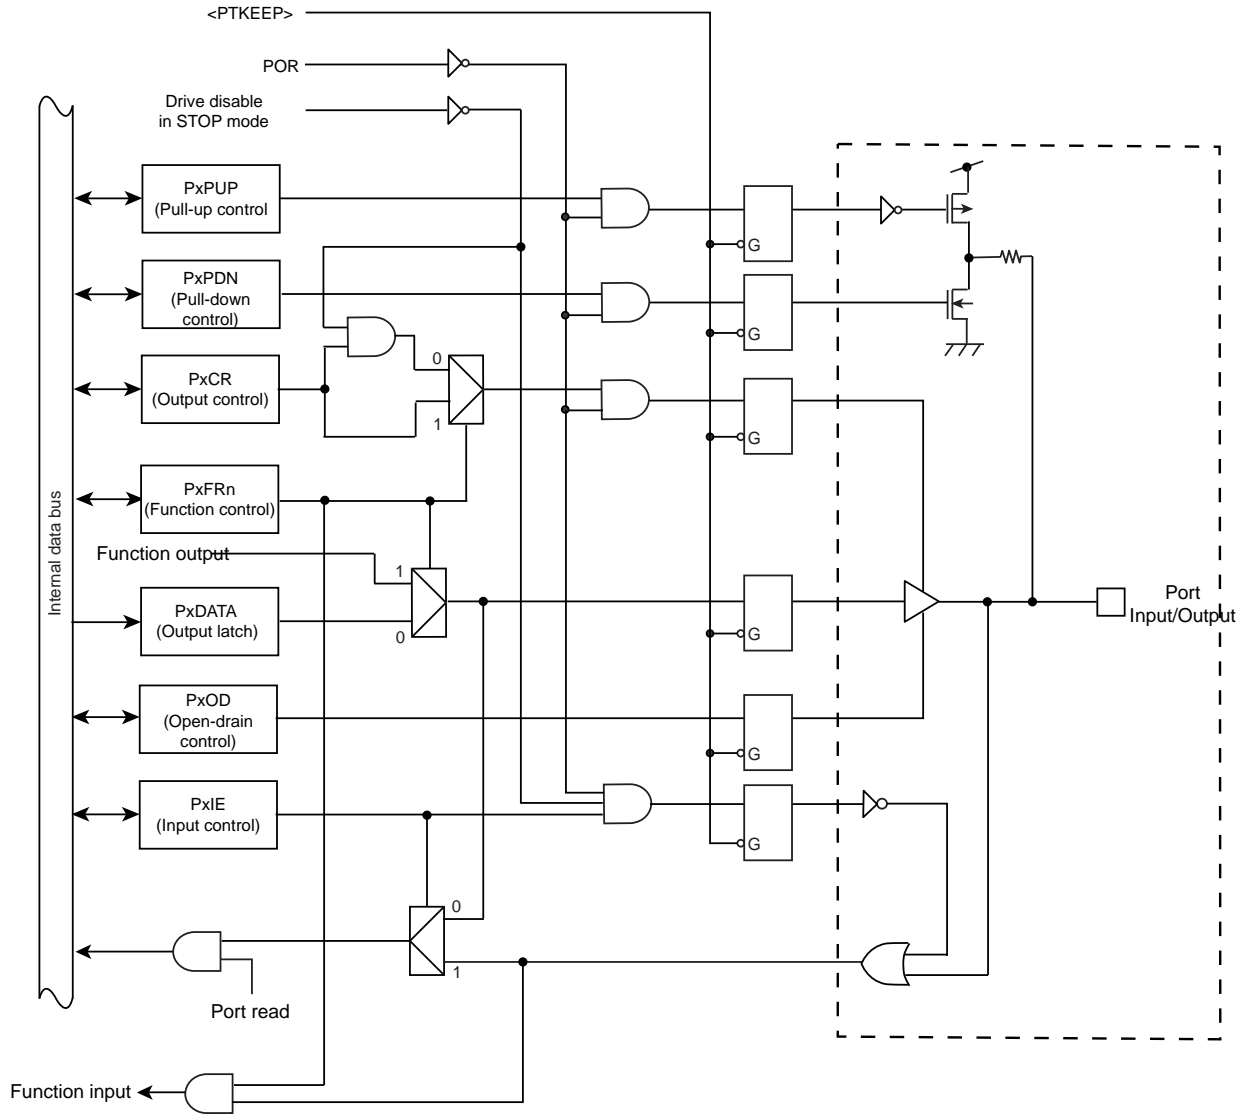 <PTKEEP>
POR
Drive disable
in STOP mode
PxPUP
(Pull-up control
G
PxPDN
(Pull-down
control)
G
PxCR
(Output control)
0
1
G
Internal data bus
PxFRn
(Function control)
Function output
1
0
PxDATA
(Output latch)
G
Port
Input/Output
PxOD
(Open-drain
control)
G
PxIE
(Input control)
G
0
1
Port read
Function input